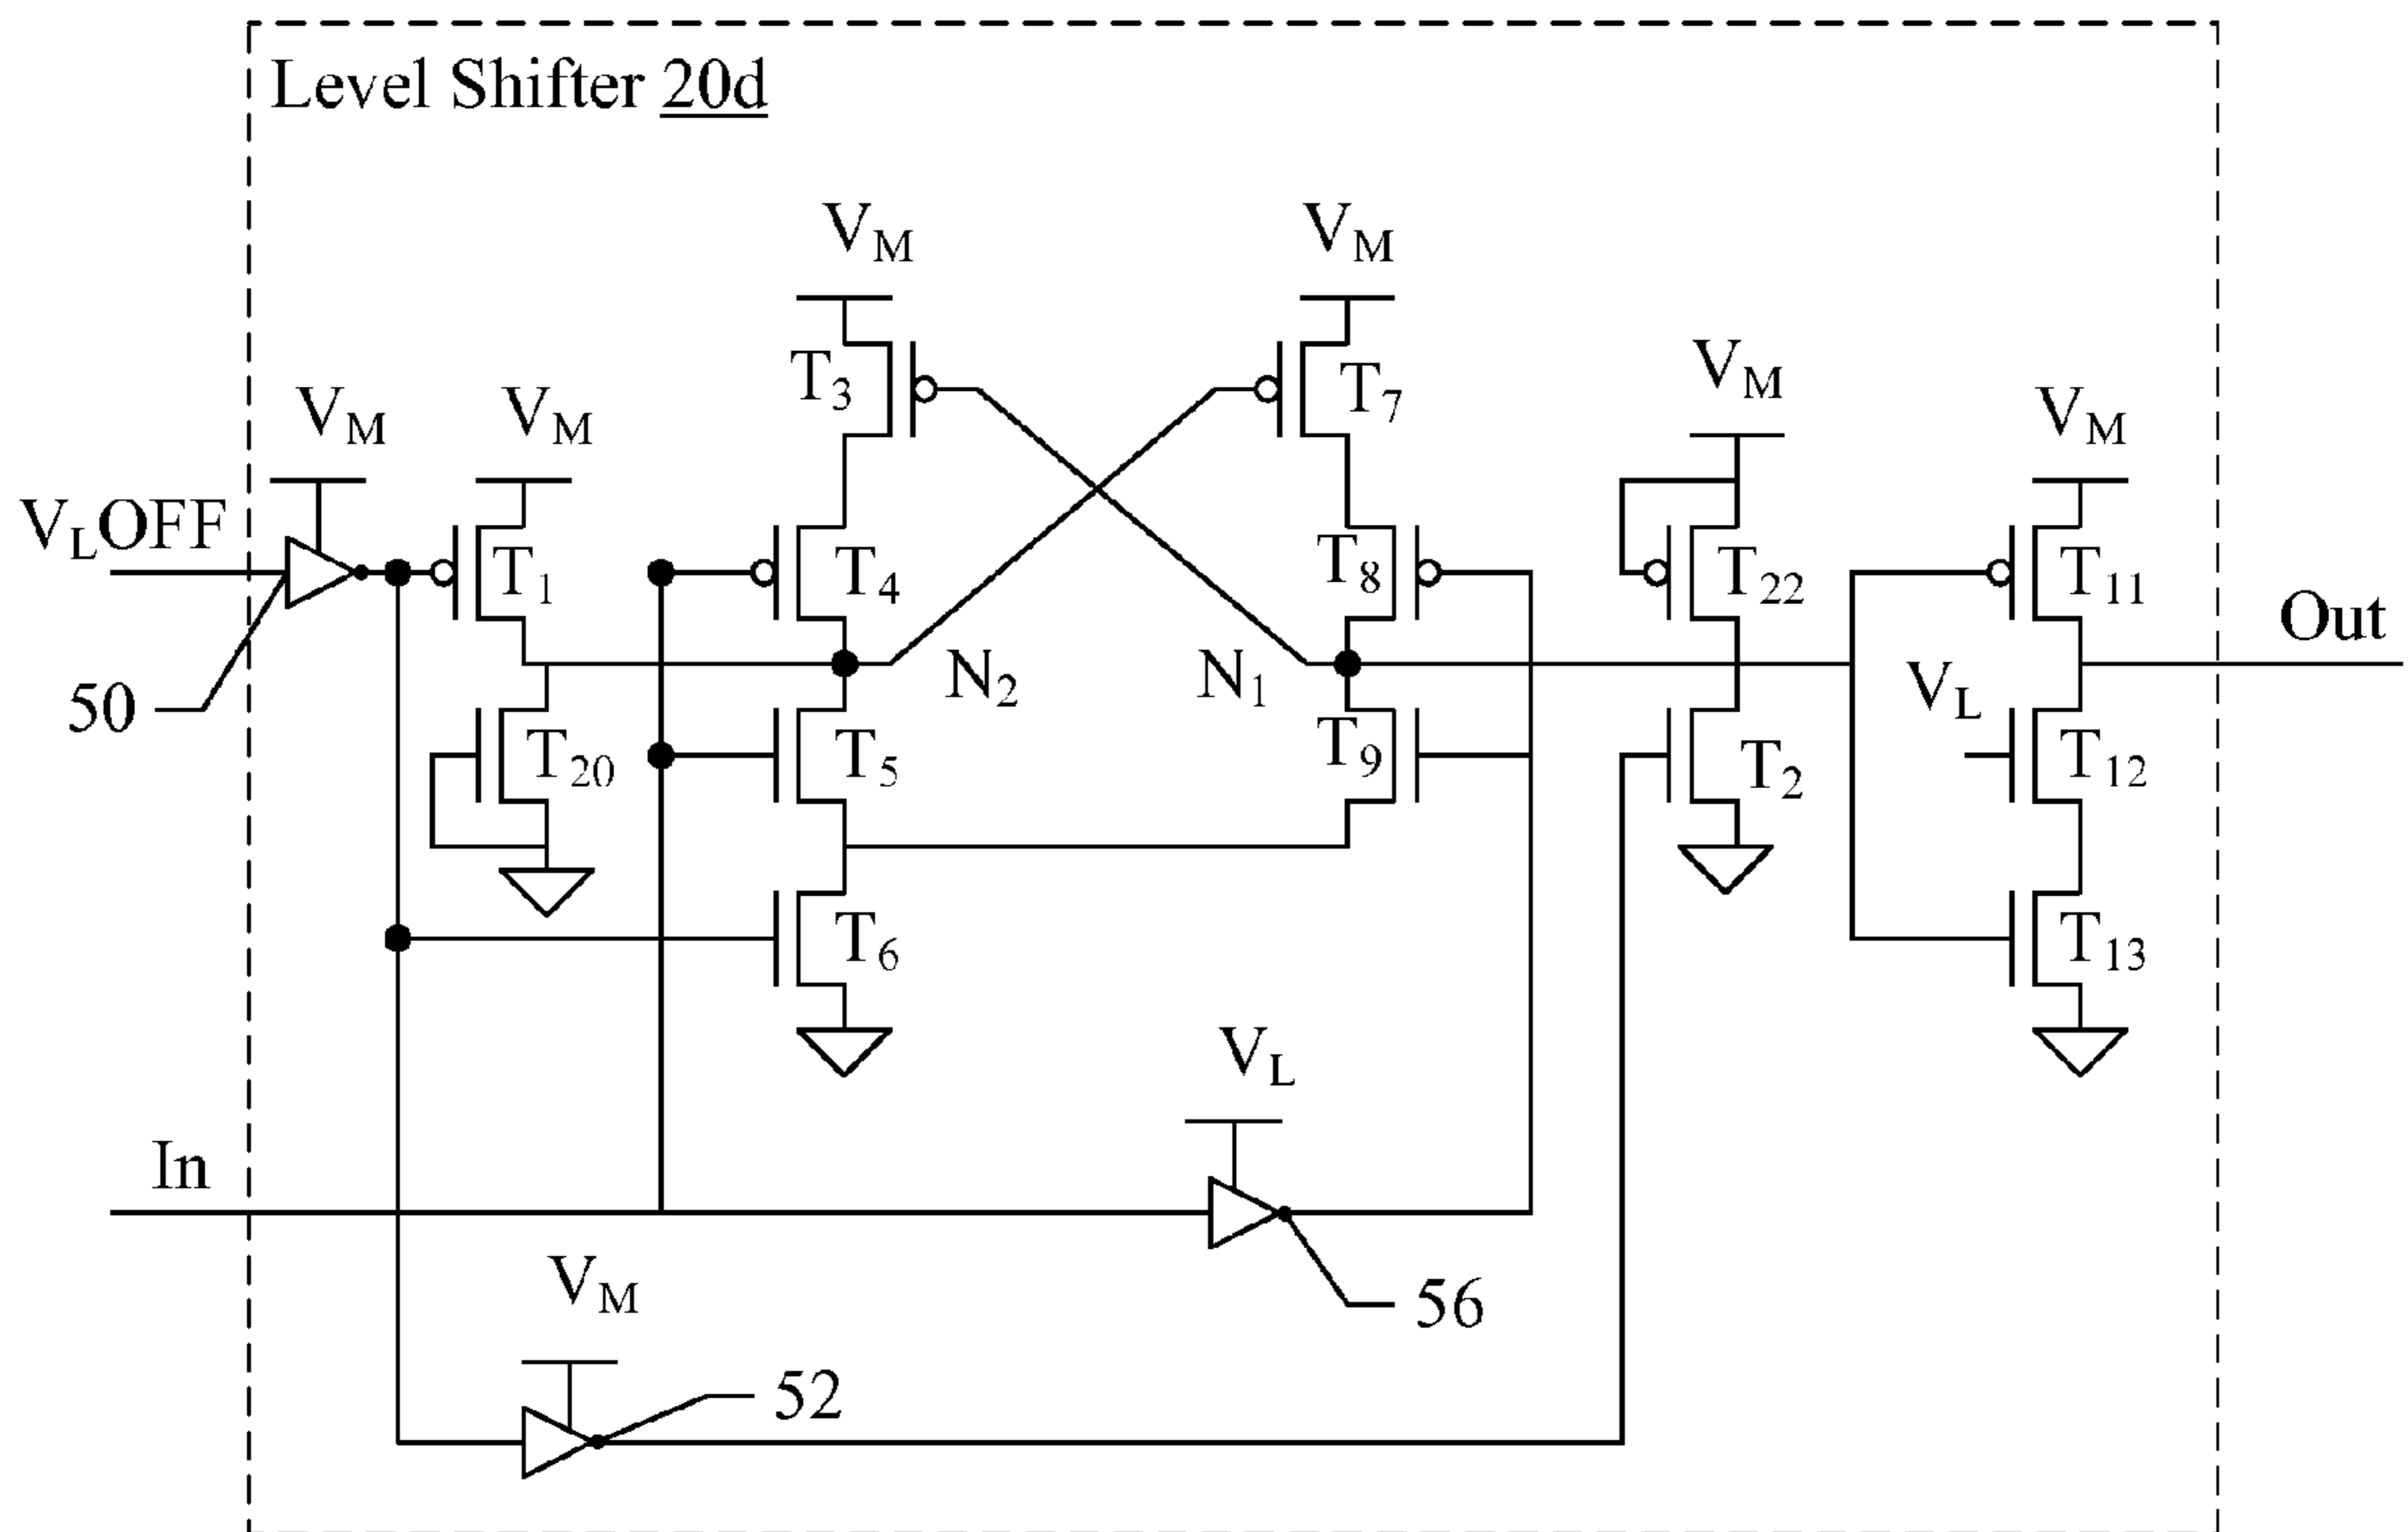 Level Shifter 20d
V_M
V_M
V_M
V_M
V_M
V_M
V_LOFF
T_3
T_7
T_1
T_4
T_8
T_22
T_11
Out
50
N_2
N_1
V_L
T_20
T_5
T_9
T_2
T_12
T_6
T_13
V_L
In
V_M
56
52